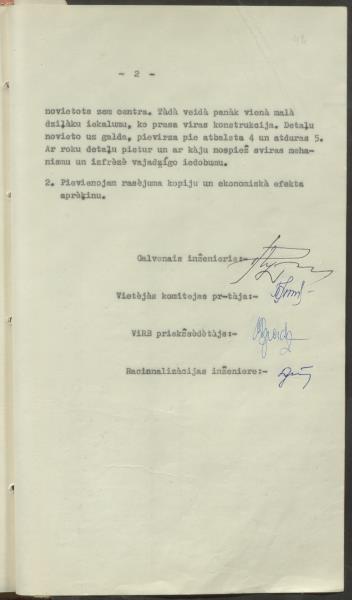 - 2 -
novietots zem centra. Tādā veidā panāk vienā malā
dziļāku iekalumu, ko prasa viras konstrukcija. Detaļu
novieto uz galda, pievirza pie atbalsta 4 un atduras 5.
Ar roku detaļu pietur un ar kāju nospiež sviras meha-
nismu un izfrēzē vajadzīgo iedobumu.
2. Pievienojam rasējuma kopiju un ekonomiskā efekta
aprēķinu.
Galvenais inženieris:-
Vietējās komitejas pr-tāja:-
ViRB priekšsēdētājs:-
Racionalizācijas inženiere:-